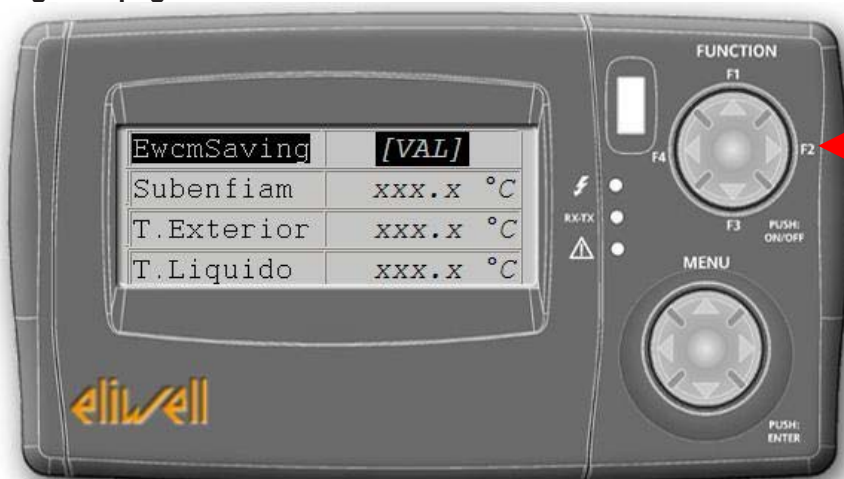 EwcmSaving [VAL]
Subenfiam xxx.x °C
T.Exterior xxx.x °C
T.Liquido xxx.x °C
eliwell
FUNCTION
F1
F2
F4
F3
PUSH:
ON/OFF
RX-TX
MENU
PUSH:
ENTER